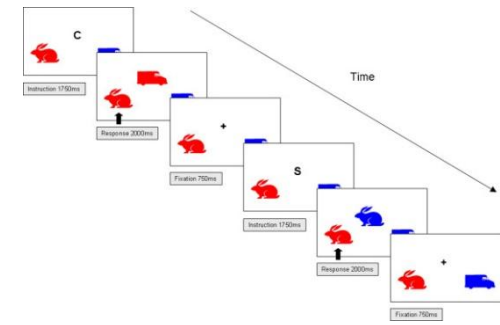 C
Time
Instruction 1750ms
Response 2000ms
+
Fixation 750ms
S
Instruction 1750ms
Response 2000ms
+
Fixation 750ms